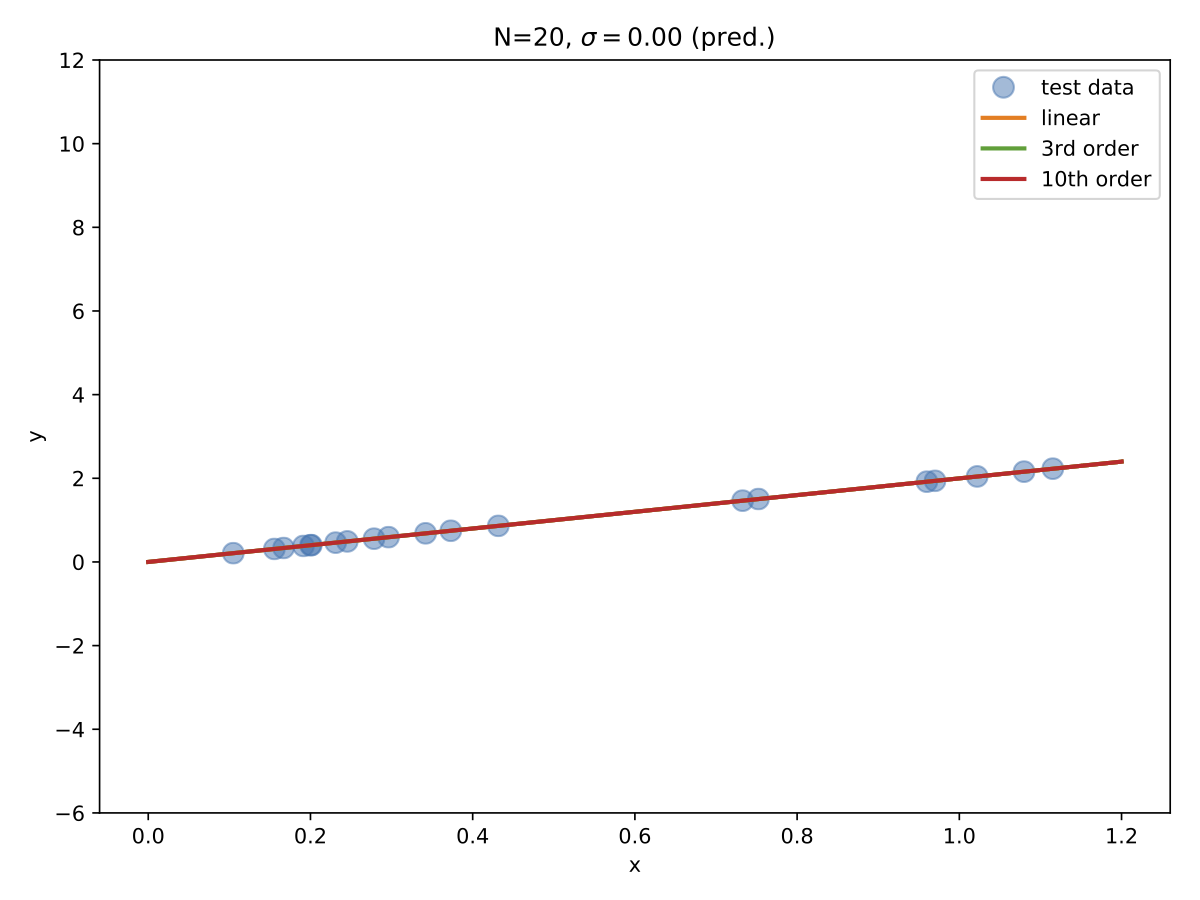 N=20, σ = 0.00 (pred.)
12
10
8
6
4
2
0
−2
−4
−6
y
test data
linear
3rd order
10th order
0.0 0.2 0.4 0.6 0.8 1.0 1.2
x